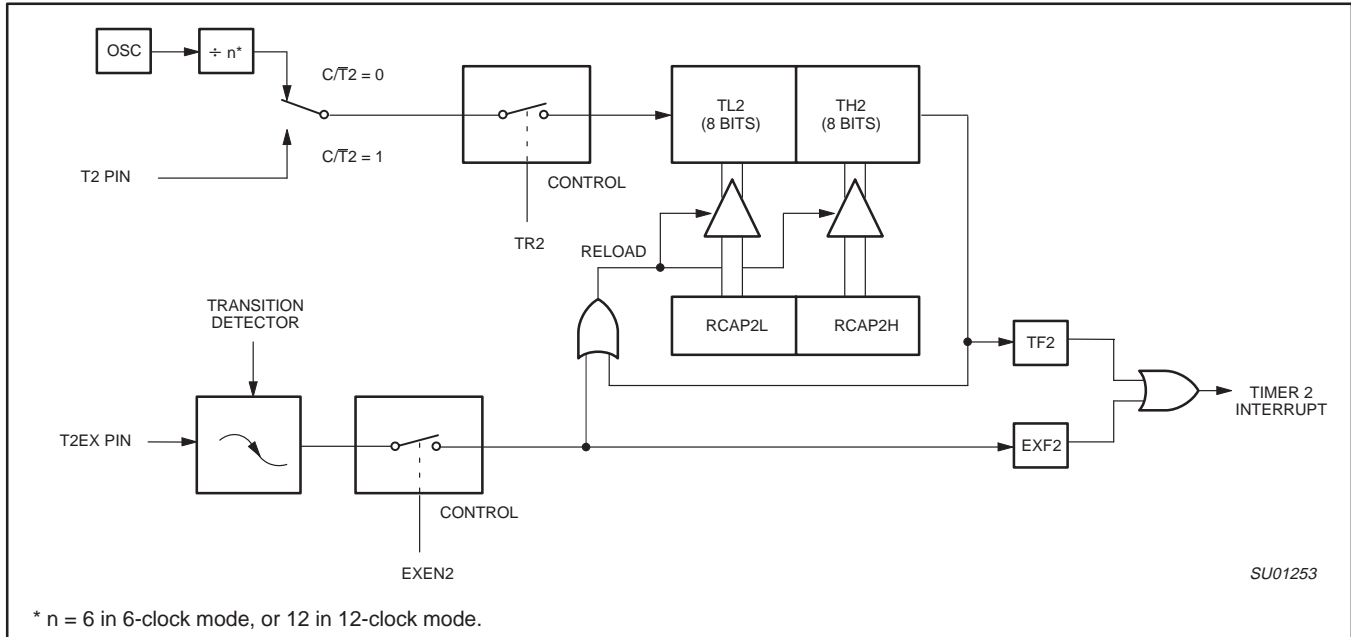 OSC
÷ n*
C/T̅2 = 0
C/T̅2 = 1
T2 PIN
CONTROL
TR2
TL2
(8 BITS)
TH2
(8 BITS)
RELOAD
RCAP2L
RCAP2H
TRANSITION
DETECTOR
T2EX PIN
CONTROL
EXEN2
TF2
EXF2
TIMER 2
INTERRUPT
SU01253
* n = 6 in 6-clock mode, or 12 in 12-clock mode.